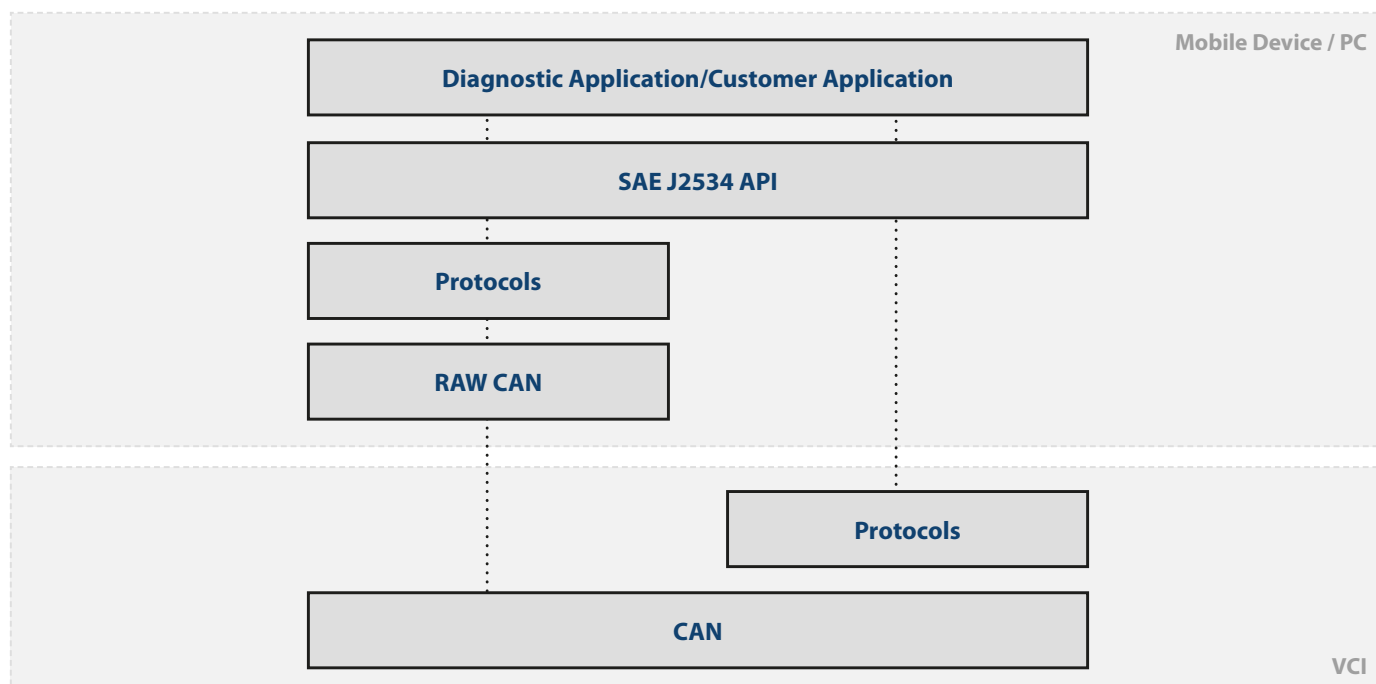 Mobile Device / PC
Diagnostic Application/Customer Application
SAE J2534 API
Protocols
RAW CAN
Protocols
CAN
VCI